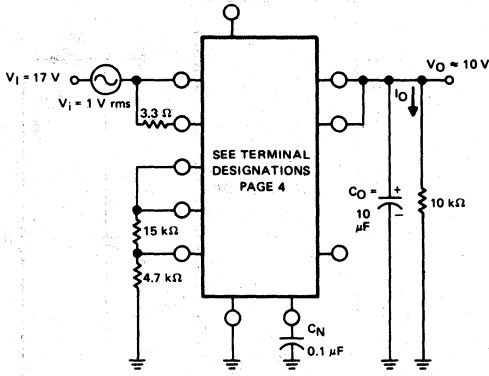 VI = 17 V
Vi = 1 V rms
3.3 Ω
SEE TERMINAL
DESIGNATIONS
PAGE 4
15 kΩ
4.7 kΩ
VO ≈ 10 V
IO
CO =
10
μF
+
−
10 kΩ
CN
0.1 μF